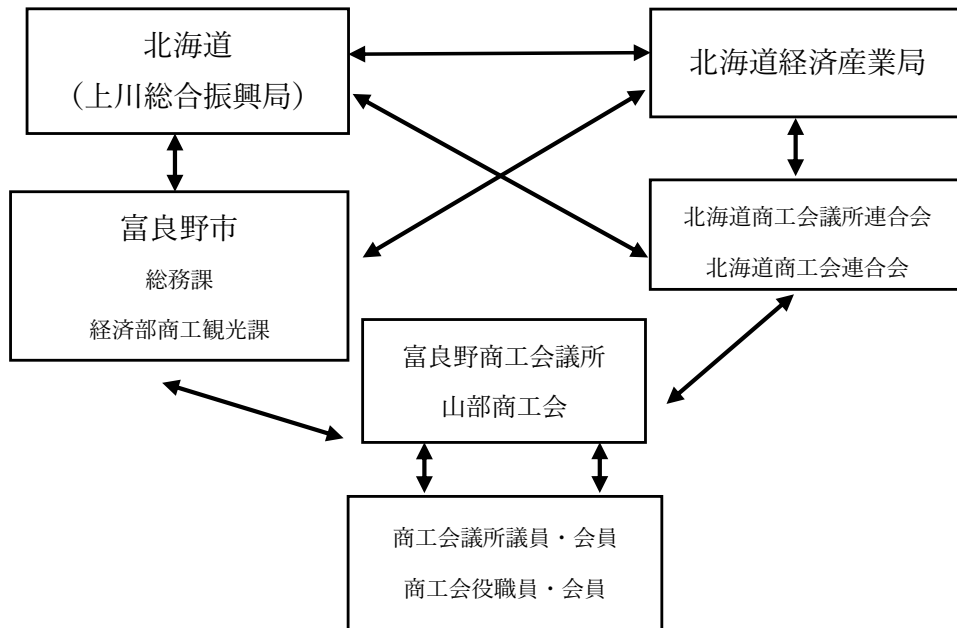 北海道
(上川総合振興局)
北海道経済産業局
富良野市
総務課
経済部商工観光課
北海道商工会議所連合会
北海道商工会連合会
富良野商工会議所
山部商工会
商工会議所議員・会員
商工会役職員・会員